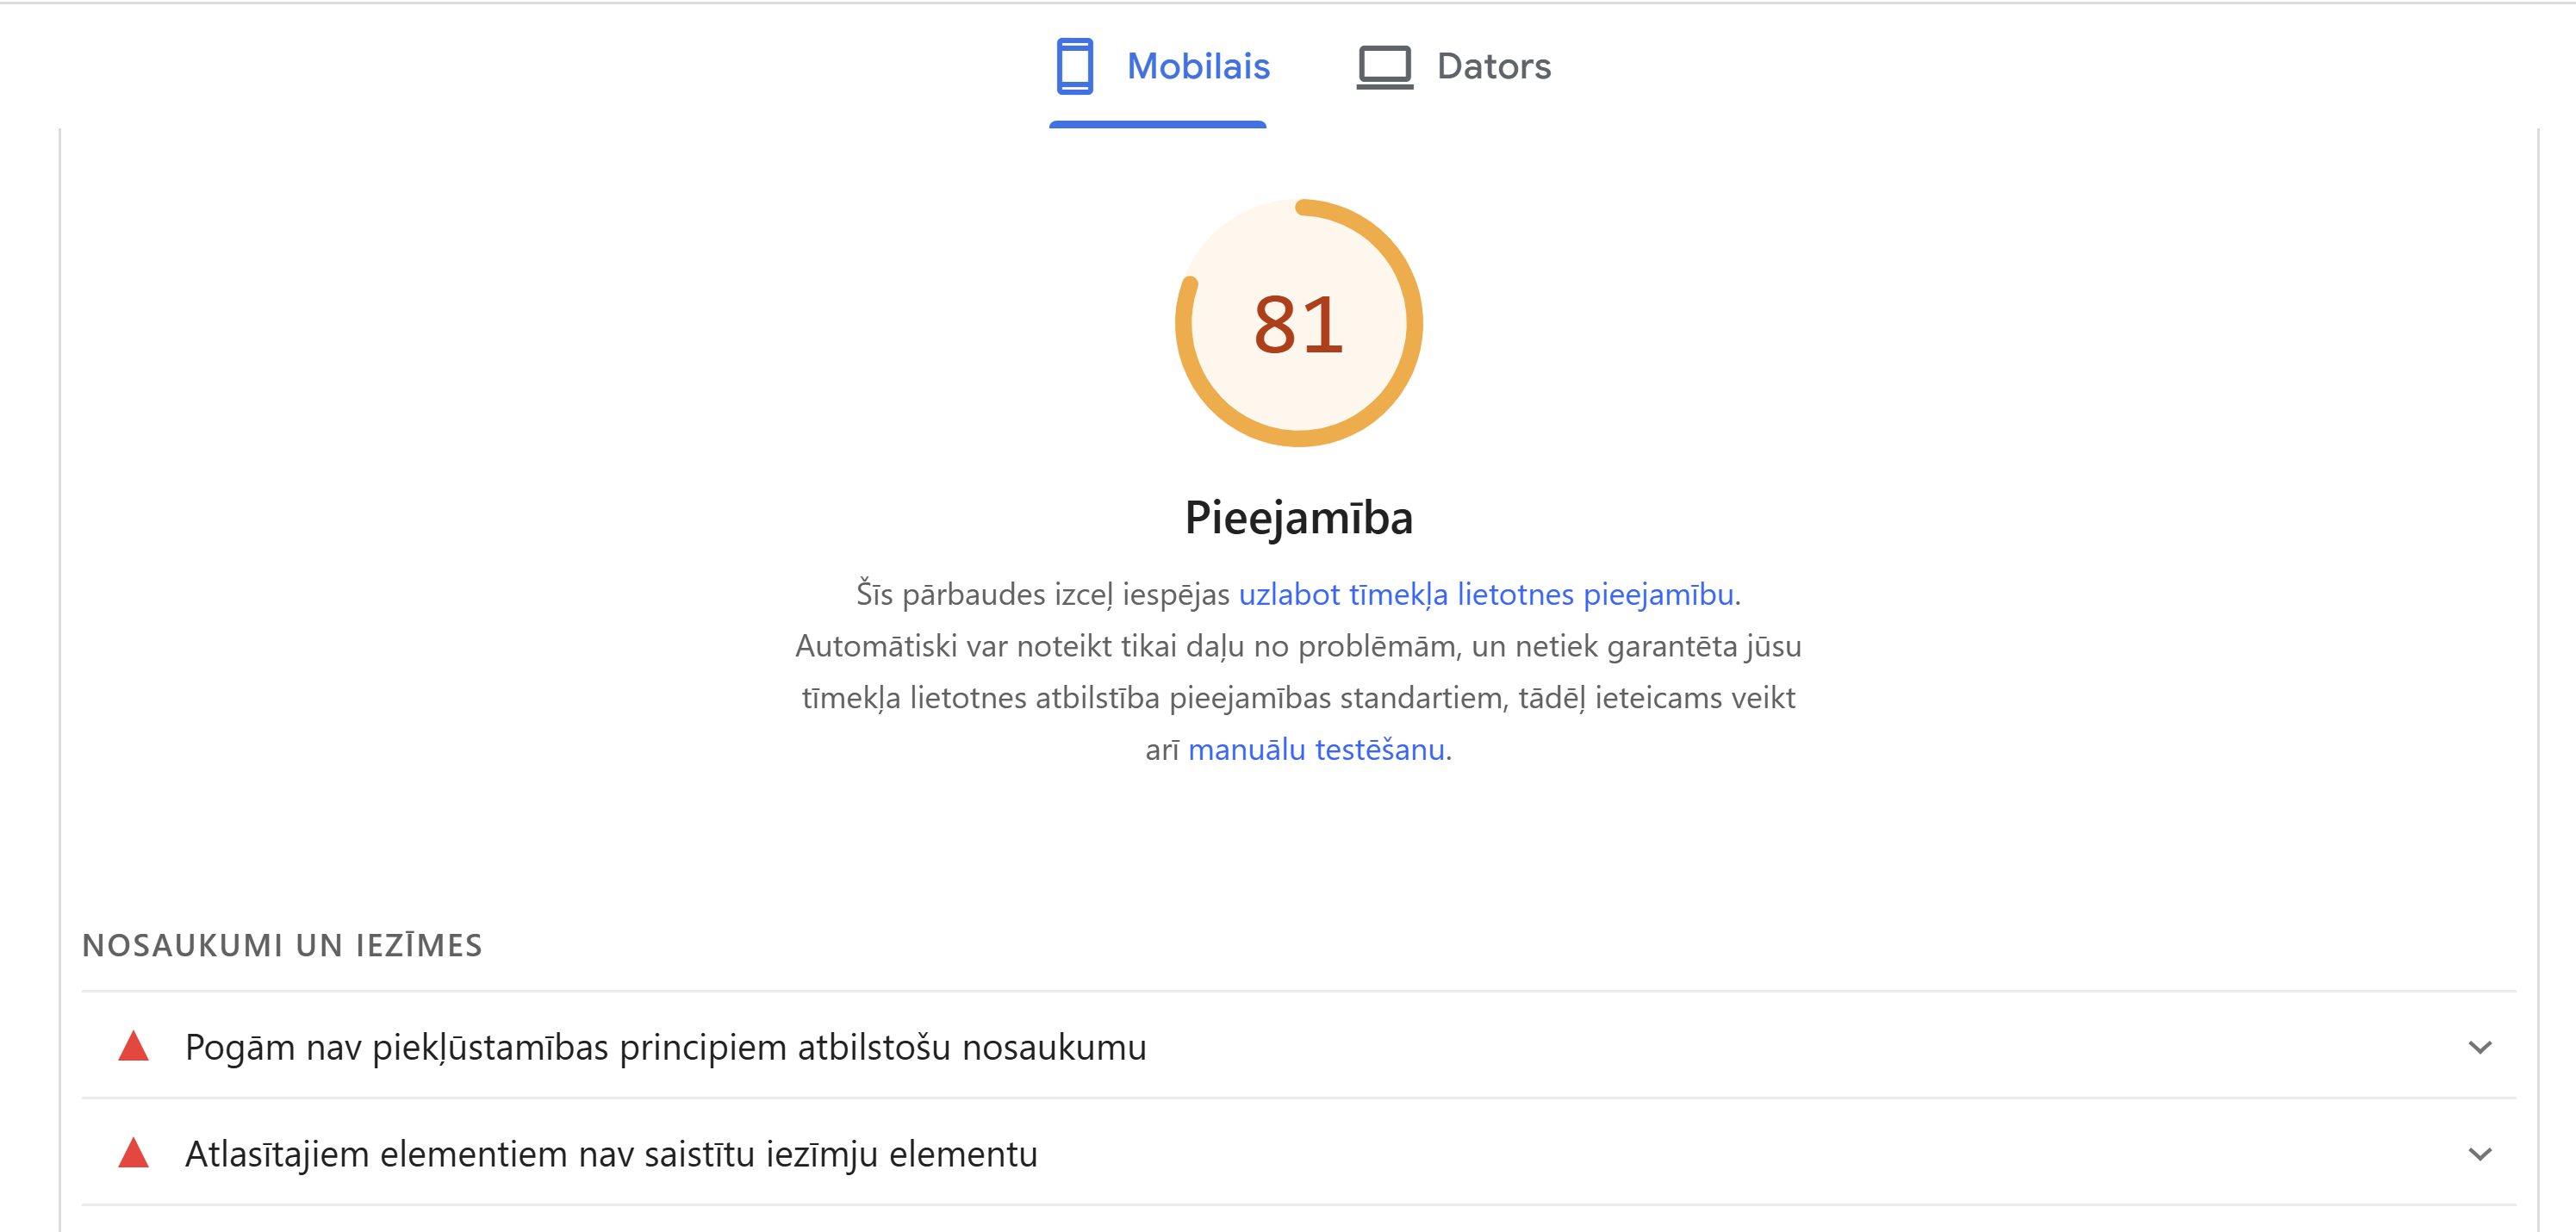 Mobilais
Dators
81
Pieejamība
Šīs pārbaudes izceļ iespējas uzlabot tīmekļa lietotnes pieejamību.
Automātiski var noteikt tikai daļu no problēmām, un netiek garantēta jūsu
tīmekļa lietotnes atbilstība pieejamības standartiem, tādēļ ieteicams veikt
arī manuālu testēšanu.
NOSAUKUMI UN IEZĪMES
Pogām nav piekļūstamības principiem atbilstošu nosaukumu
Atlasītajiem elementiem nav saistītu iezīmju elementu